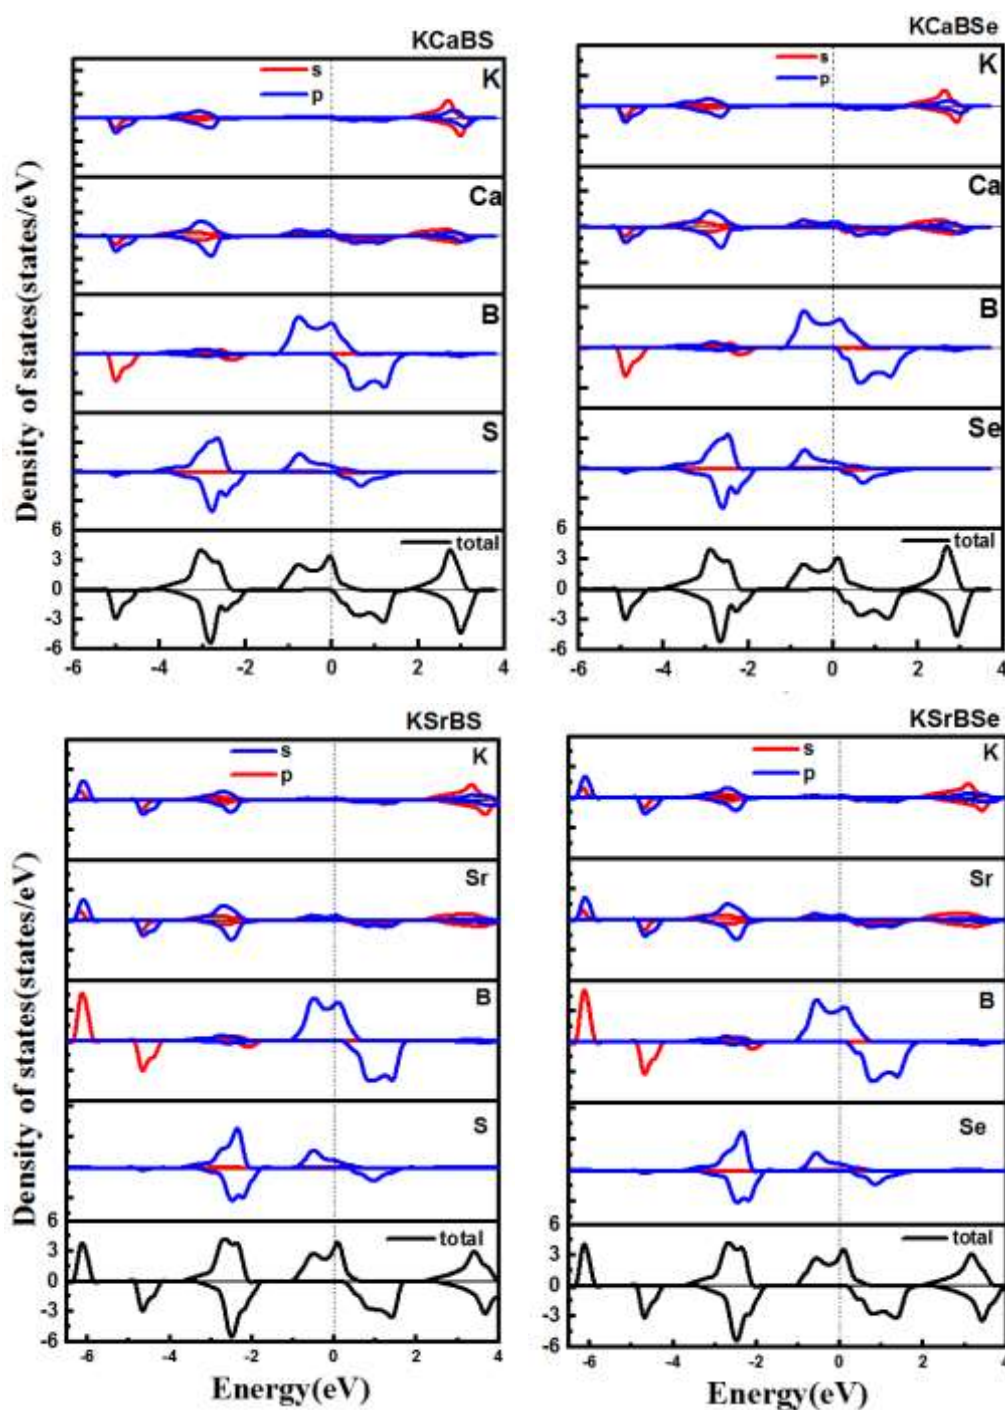 KCaBS
s
p
K
Ca
B
S
total
6
3
0
-3
-6
-6 -4 -2 0 2 4
Density of states(states/eV)
KCaBSe
s
p
K
Ca
B
Se
total
6
3
0
-3
-6
-6 -4 -2 0 2 4
KSrBS
s
p
K
Sr
B
S
total
6
3
0
-3
-6
-6 -4 -2 0 2 4
Density of states(states/eV)
Energy(eV)
KSrBSe
s
p
K
Sr
B
Se
total
6
3
0
-3
-6
-6 -4 -2 0 2 4
Energy(eV)